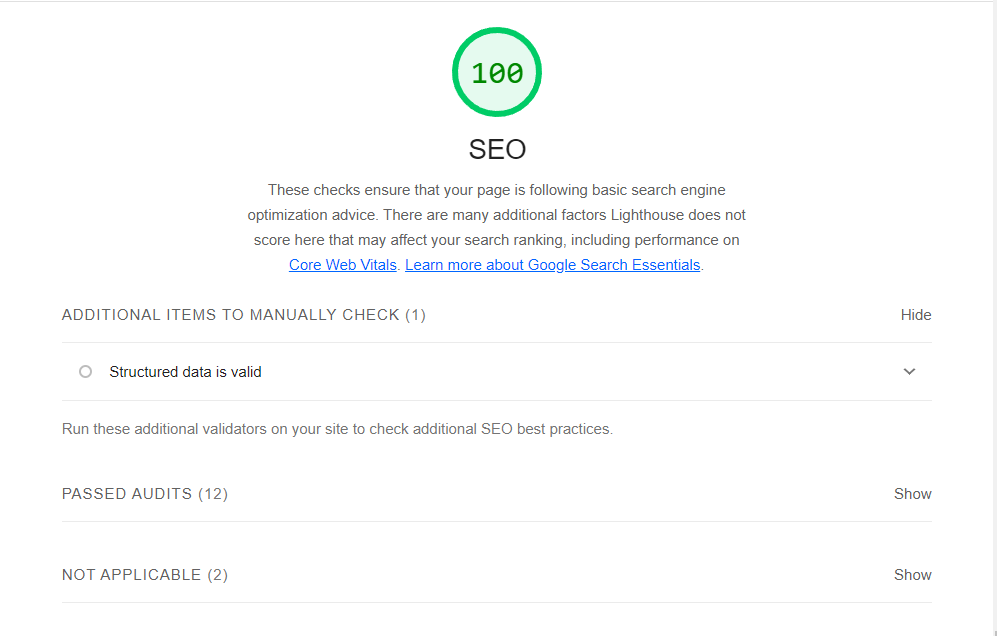 100
SEO
These checks ensure that your page is following basic search engine
optimization advice. There are many additional factors Lighthouse does not
score here that may affect your search ranking, including performance on
Core Web Vitals. Learn more about Google Search Essentials.
ADDITIONAL ITEMS TO MANUALLY CHECK (1) Hide
Structured data is valid
Run these additional validators on your site to check additional SEO best practices.
PASSED AUDITS (12) Show
NOT APPLICABLE (2) Show